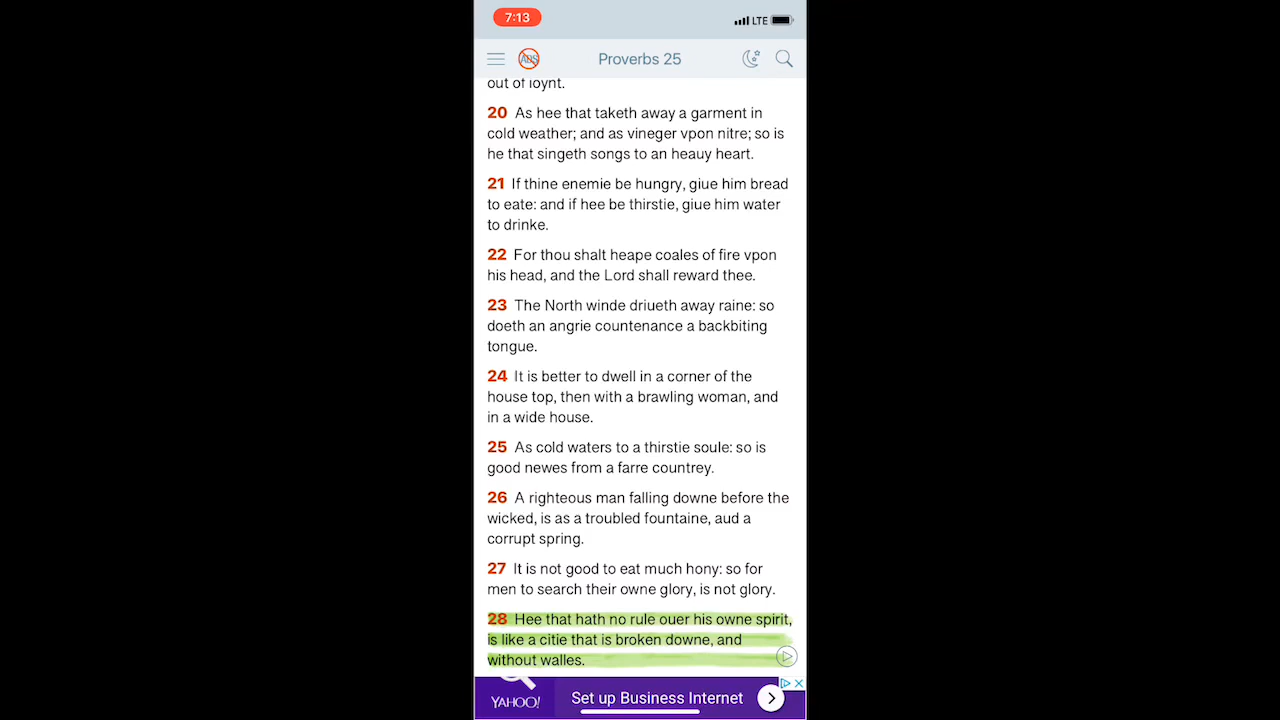 7:13
LTE
ADS
Proverbs 25
out of ioynt.
20 As hee that taketh away a garment in
cold weather; and as vineger vpon nitre; so is
he that singeth songs to an heauy heart.
21 If thine enemie be hungry, giue him bread
to eate: and if hee be thirstie, giue him water
to drinke.
22 For thou shalt heape coales of fire vpon
his head, and the Lord shall reward thee.
23 The North winde driueth away raine: so
doeth an angrie countenance a backbiting
tongue.
24 It is better to dwell in a corner of the
house top, then with a brawling woman, and
in a wide house.
25 As cold waters to a thirstie soule: so is
good newes from a farre countrey.
26 A righteous man falling downe before the
wicked, is as a troubled fountaine, aud a
corrupt spring.
27 It is not good to eat much hony: so for
men to search their owne glory, is not glory.
28 Hee that hath no rule ouer his owne spirit,
is like a citie that is broken downe, and
without walles.
YAHOO!
Set up Business Internet